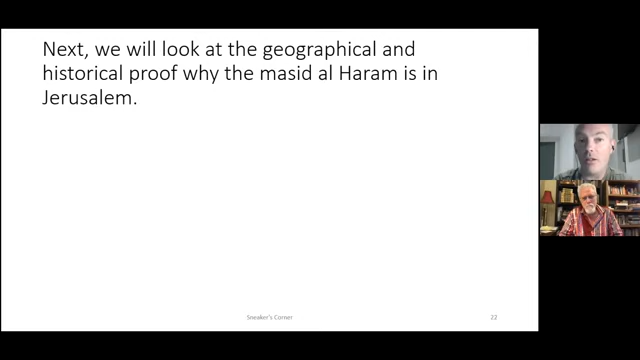 Next, we will look at the geographical and
historical proof why the masid al Haram is in
Jerusalem.
Sneaker's Corner
22